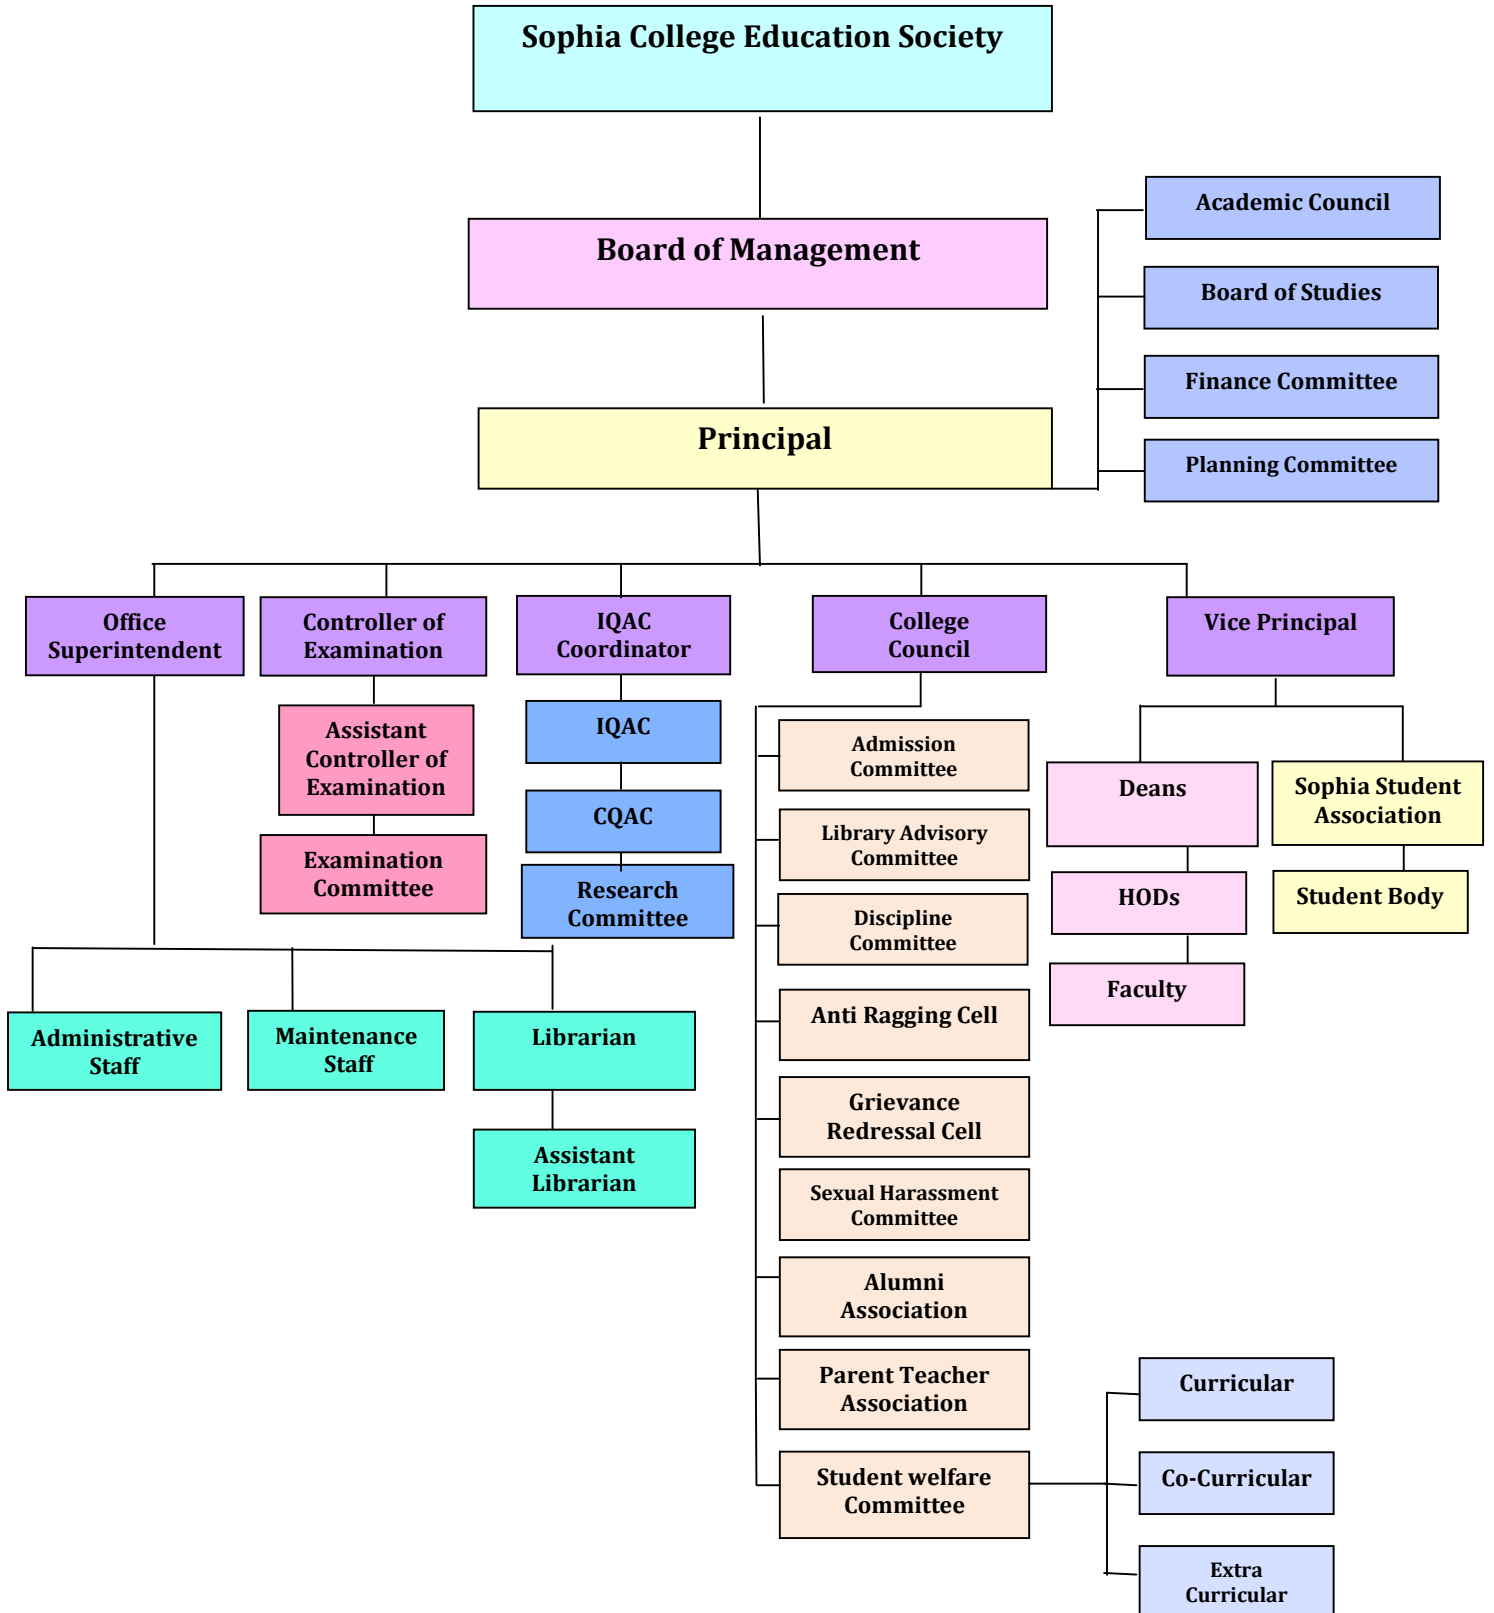 Sophia College Education Society
Board of Management
Principal
Academic Council
Board of Studies
Finance Committee
Planning Committee
Office
Superintendent
Controller of
Examination
IQAC
Coordinator
College
Council
Vice Principal
Assistant
Controller of
Examination
Examination
Committee
IQAC
CQAC
Research
Committee
Administrative
Staff
Maintenance
Staff
Librarian
Assistant
Librarian
Admission
Committee
Library Advisory
Committee
Discipline
Committee
Anti Ragging Cell
Grievance
Redressal Cell
Sexual Harassment
Committee
Alumni
Association
Parent Teacher
Association
Student welfare
Committee
Deans
HODs
Faculty
Sophia Student
Association
Student Body
Curricular
Co-Curricular
Extra
Curricular